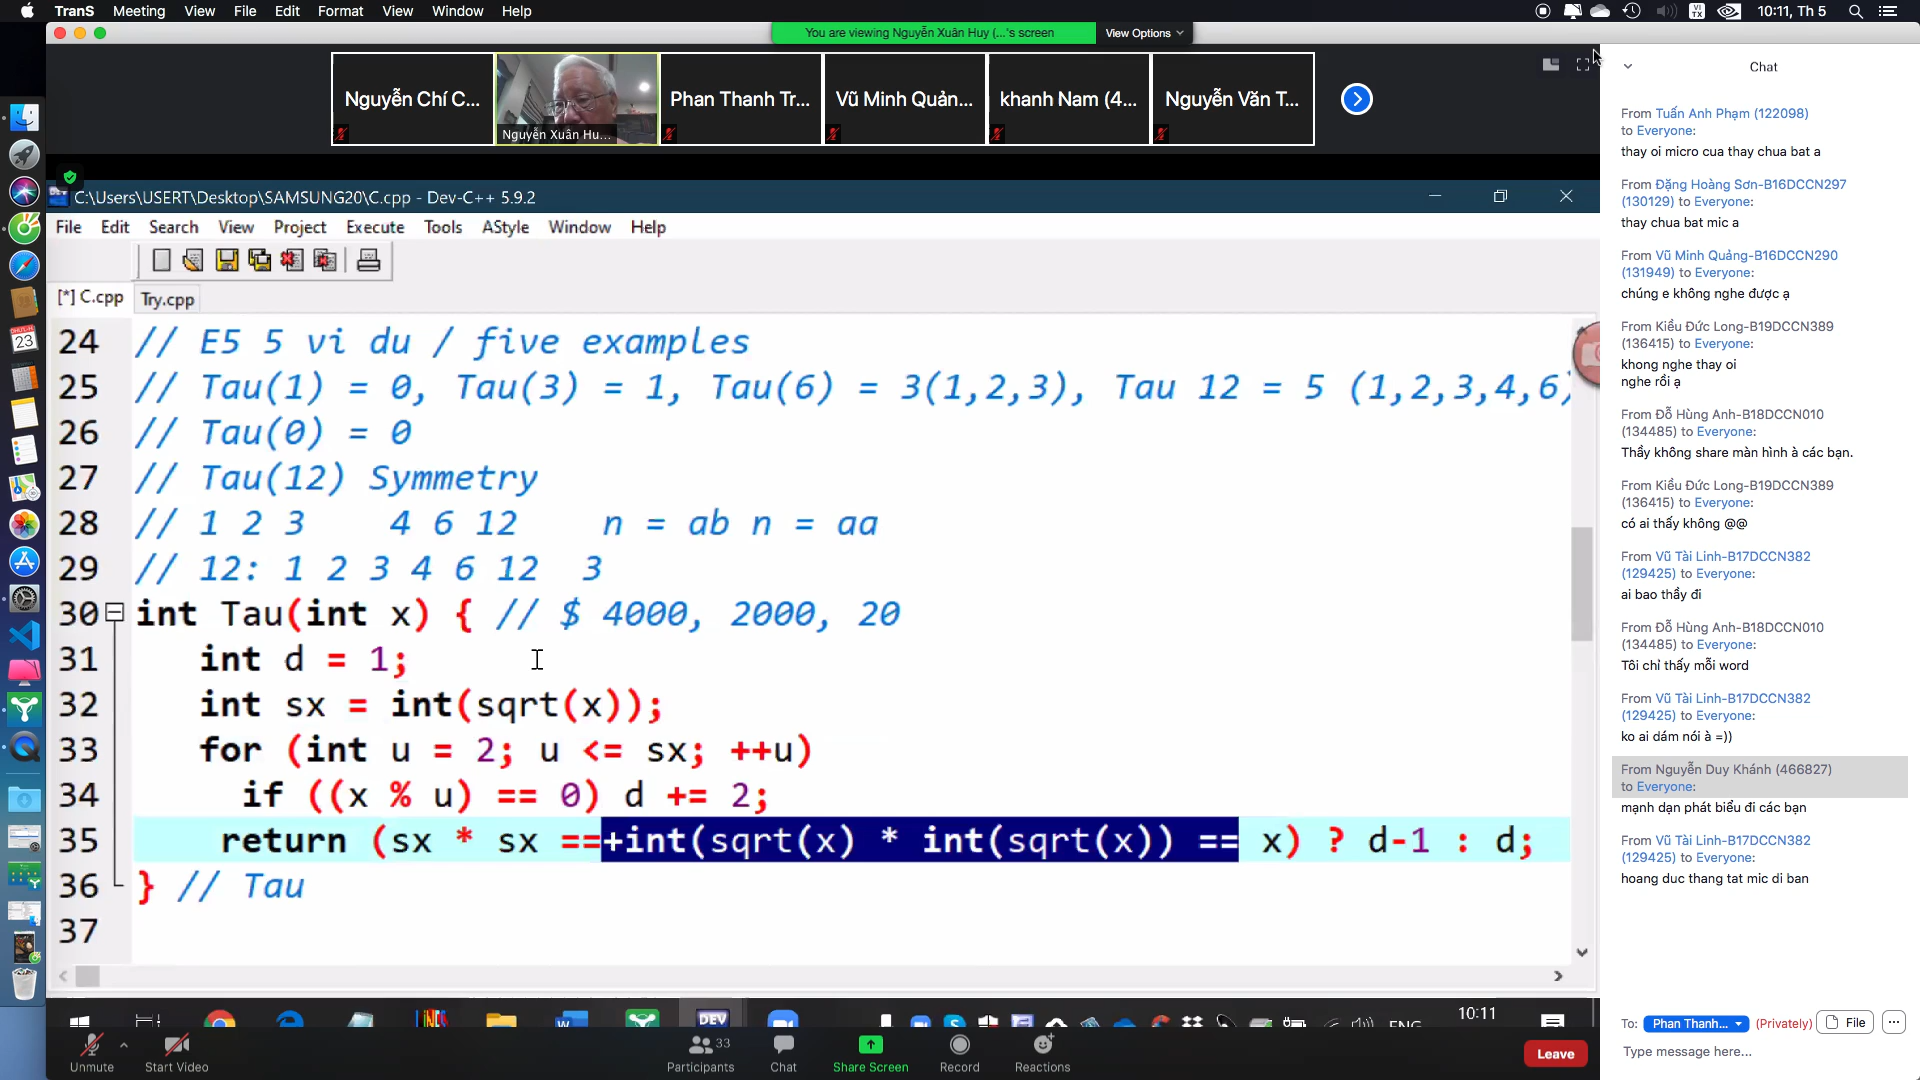 TranS Meeting View File Edit Format View Window Help
VI
TX
10:11, Th 5
You are viewing Nguyễn Xuân Huy (...'s screen
View Options
Nguyễn Chí C...
Nguyễn Xuân Hu...
Phan Thanh Tr...
Vũ Minh Quản...
khanh Nam (4...
Nguyễn Văn T...
C:\Users\USERT\Desktop\SAMSUNG20\C.cpp - Dev-C++ 5.9.2
File Edit Search View Project Execute Tools AStyle Window Help
[*] C.cpp Try.cpp
24 // E5 5 vi du / five examples
25 // Tau(1) = 0, Tau(3) = 1, Tau(6) = 3(1,2,3), Tau 12 = 5 (1,2,3,4,6)
26 // Tau(0) = 0
27 // Tau(12) Symmetry
28 // 1 2 3 4 6 12 n = ab n = aa
29 // 12: 1 2 3 4 6 12 3
30 int Tau(int x) { // $ 4000, 2000, 20
31 int d = 1;
32 int sx = int(sqrt(x));
33 for (int u = 2; u <= sx; ++u)
34 if ((x % u) == 0) d += 2;
35 return (sx * sx ==+int(sqrt(x) * int(sqrt(x)) == x) ? d-1 : d;
36 } // Tau
37
DEV
ENG
10:11
Unmute
Start Video
Participants
33
Chat
Share Screen
Record
Reactions
Leave
Chat
From Tuấn Anh Phạm (122098)
to Everyone:
thay oi micro cua thay chua bat a
From Đặng Hoàng Sơn-B16DCCN297
(130129) to Everyone:
thay chua bat mic a
From Vũ Minh Quảng-B16DCCN290
(131949) to Everyone:
chúng e không nghe được ạ
From Kiều Đức Long-B19DCCN389
(136415) to Everyone:
khong nghe thay oi
nghe rồi ạ
From Đỗ Hùng Anh-B18DCCN010
(134485) to Everyone:
Thầy không share màn hình à các bạn.
From Kiều Đức Long-B19DCCN389
(136415) to Everyone:
có ai thấy không @@
From Vũ Tài Linh-B17DCCN382
(129425) to Everyone:
ai bao thầy đi
From Đỗ Hùng Anh-B18DCCN010
(134485) to Everyone:
Tôi chỉ thấy mỗi word
From Vũ Tài Linh-B17DCCN382
(129425) to Everyone:
ko ai dám nói à =))
From Nguyễn Duy Khánh (466827)
to Everyone:
mạnh dạn phát biểu đi các bạn
From Vũ Tài Linh-B17DCCN382
(129425) to Everyone:
hoang duc thang tat mic di ban
To: Phan Thanh... (Privately) File
Type message here...